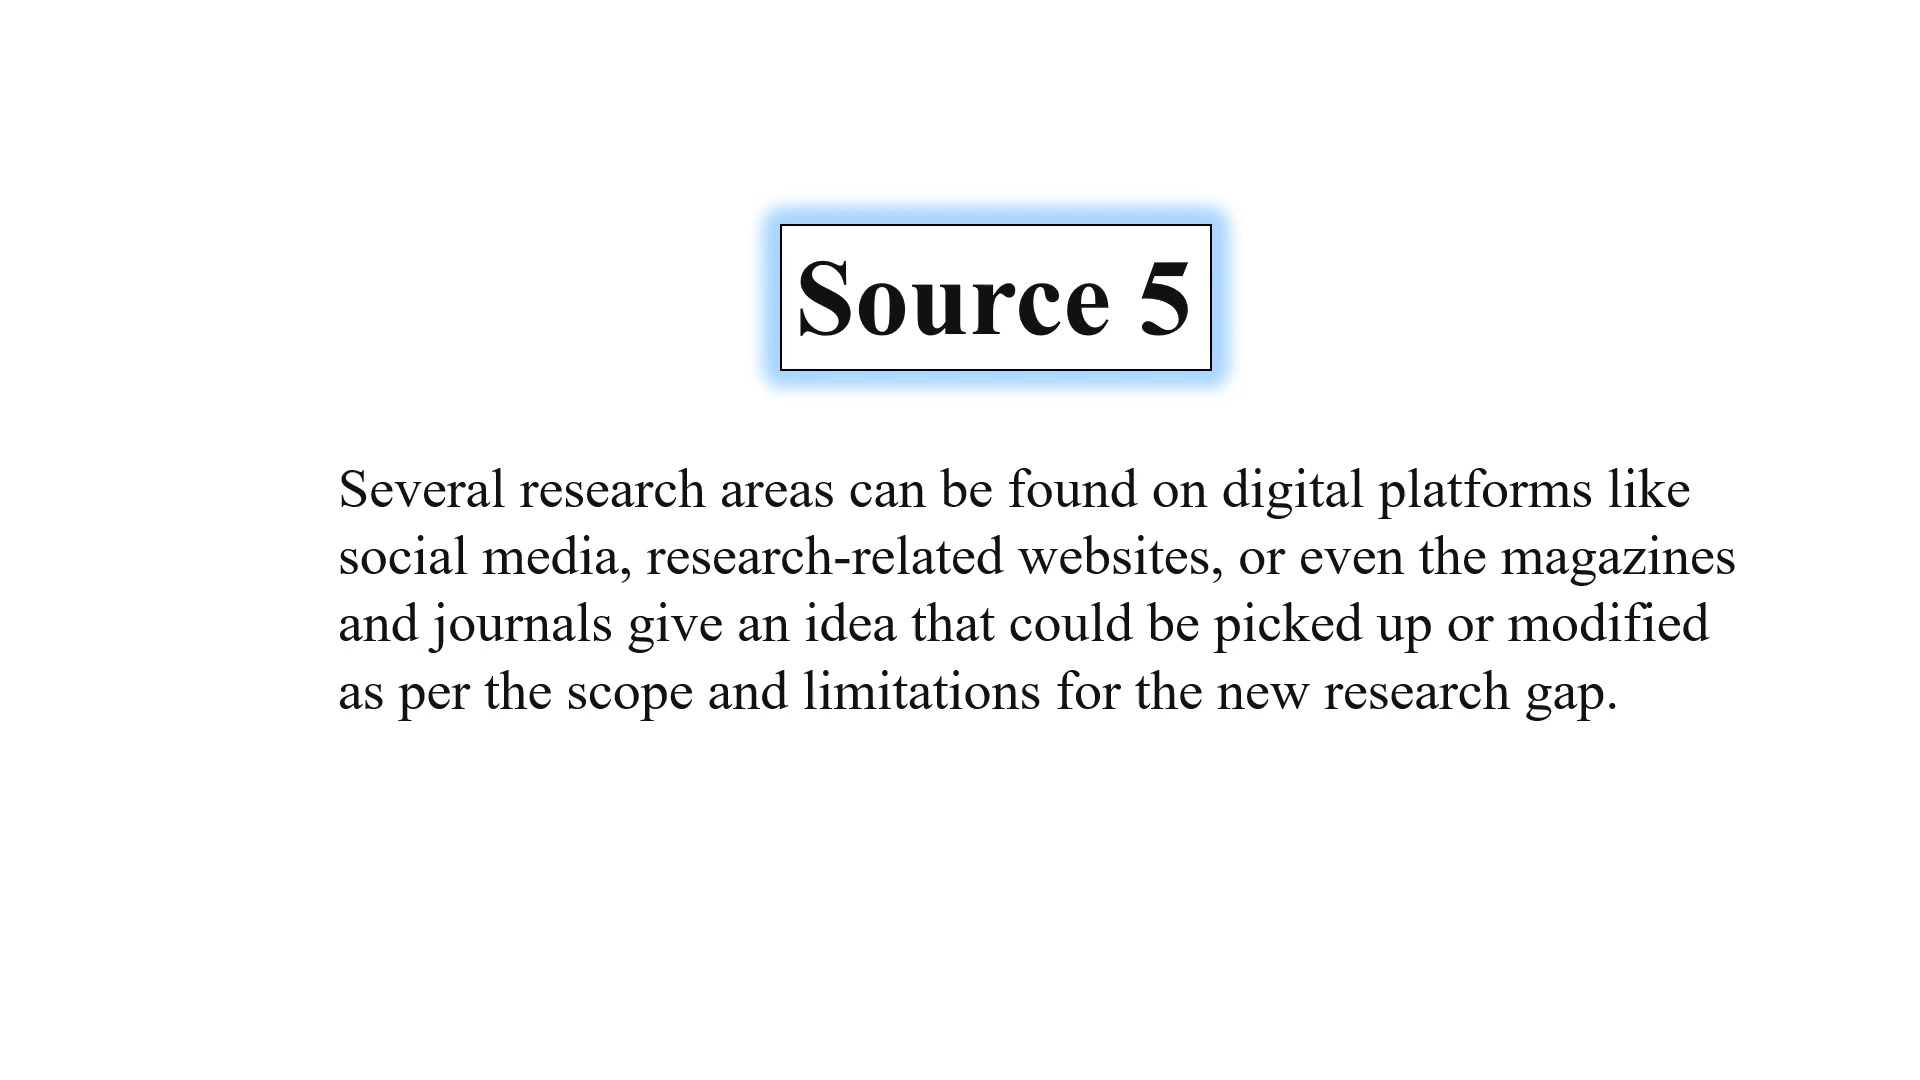 Source 5
Several research areas can be found on digital platforms like
social media, research-related websites, or even the magazines
and journals give an idea that could be picked up or modified
as per the scope and limitations for the new research gap.